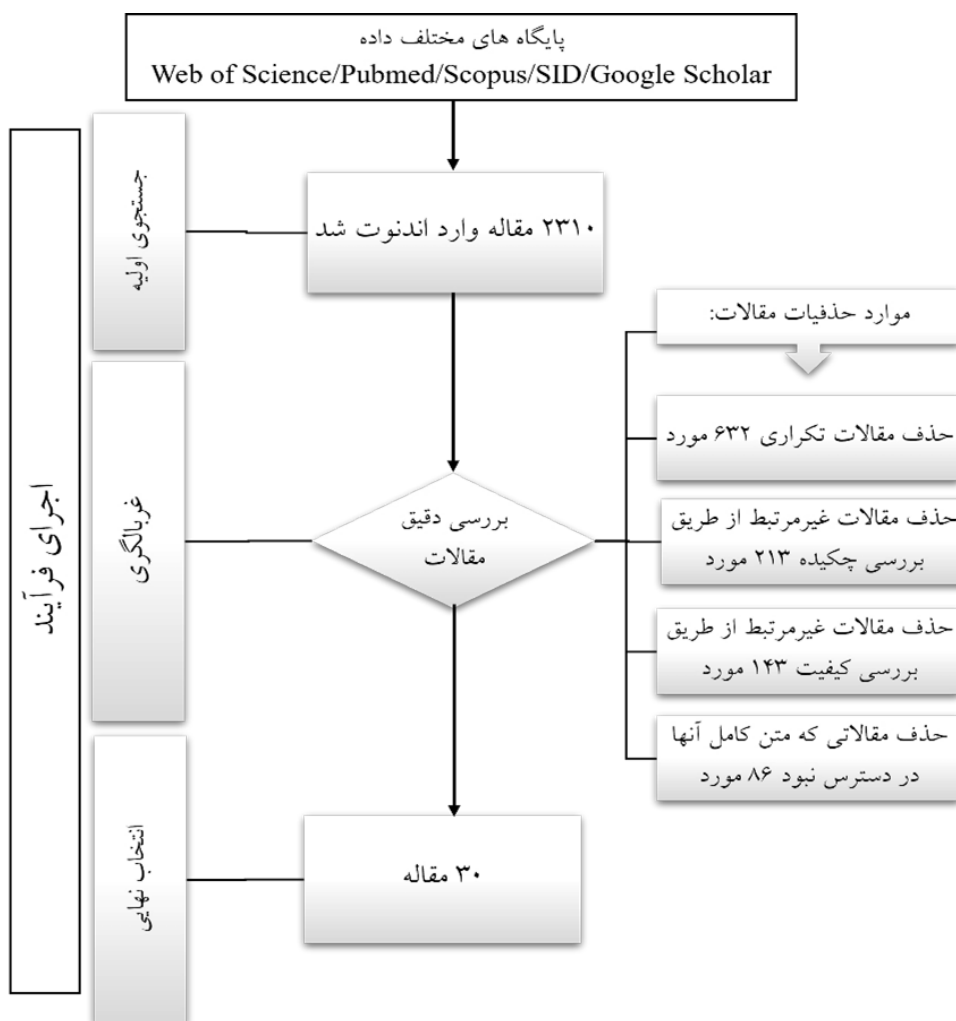 پایگاه های مختلف داده
Web of Science/Pubmed/Scopus/SID/Google Scholar
اجرای فرآیند
جستجوی اولیه
۲۳۱۰ مقاله وارد اندنوت شد
موارد حذفیات مقالات:
حذف مقالات تکراری ۶۳۲ مورد
غربالگری
بررسی دقیق
مقالات
حذف مقالات غیرمرتبط از طریق
بررسی چکیده ۲۱۳ مورد
حذف مقالات غیرمرتبط از طریق
بررسی کیفیت ۱۴۳ مورد
حذف مقالاتی که متن کامل آنها
در دسترس نبود ۸۶ مورد
انتخاب نهایی
۳۰ مقاله